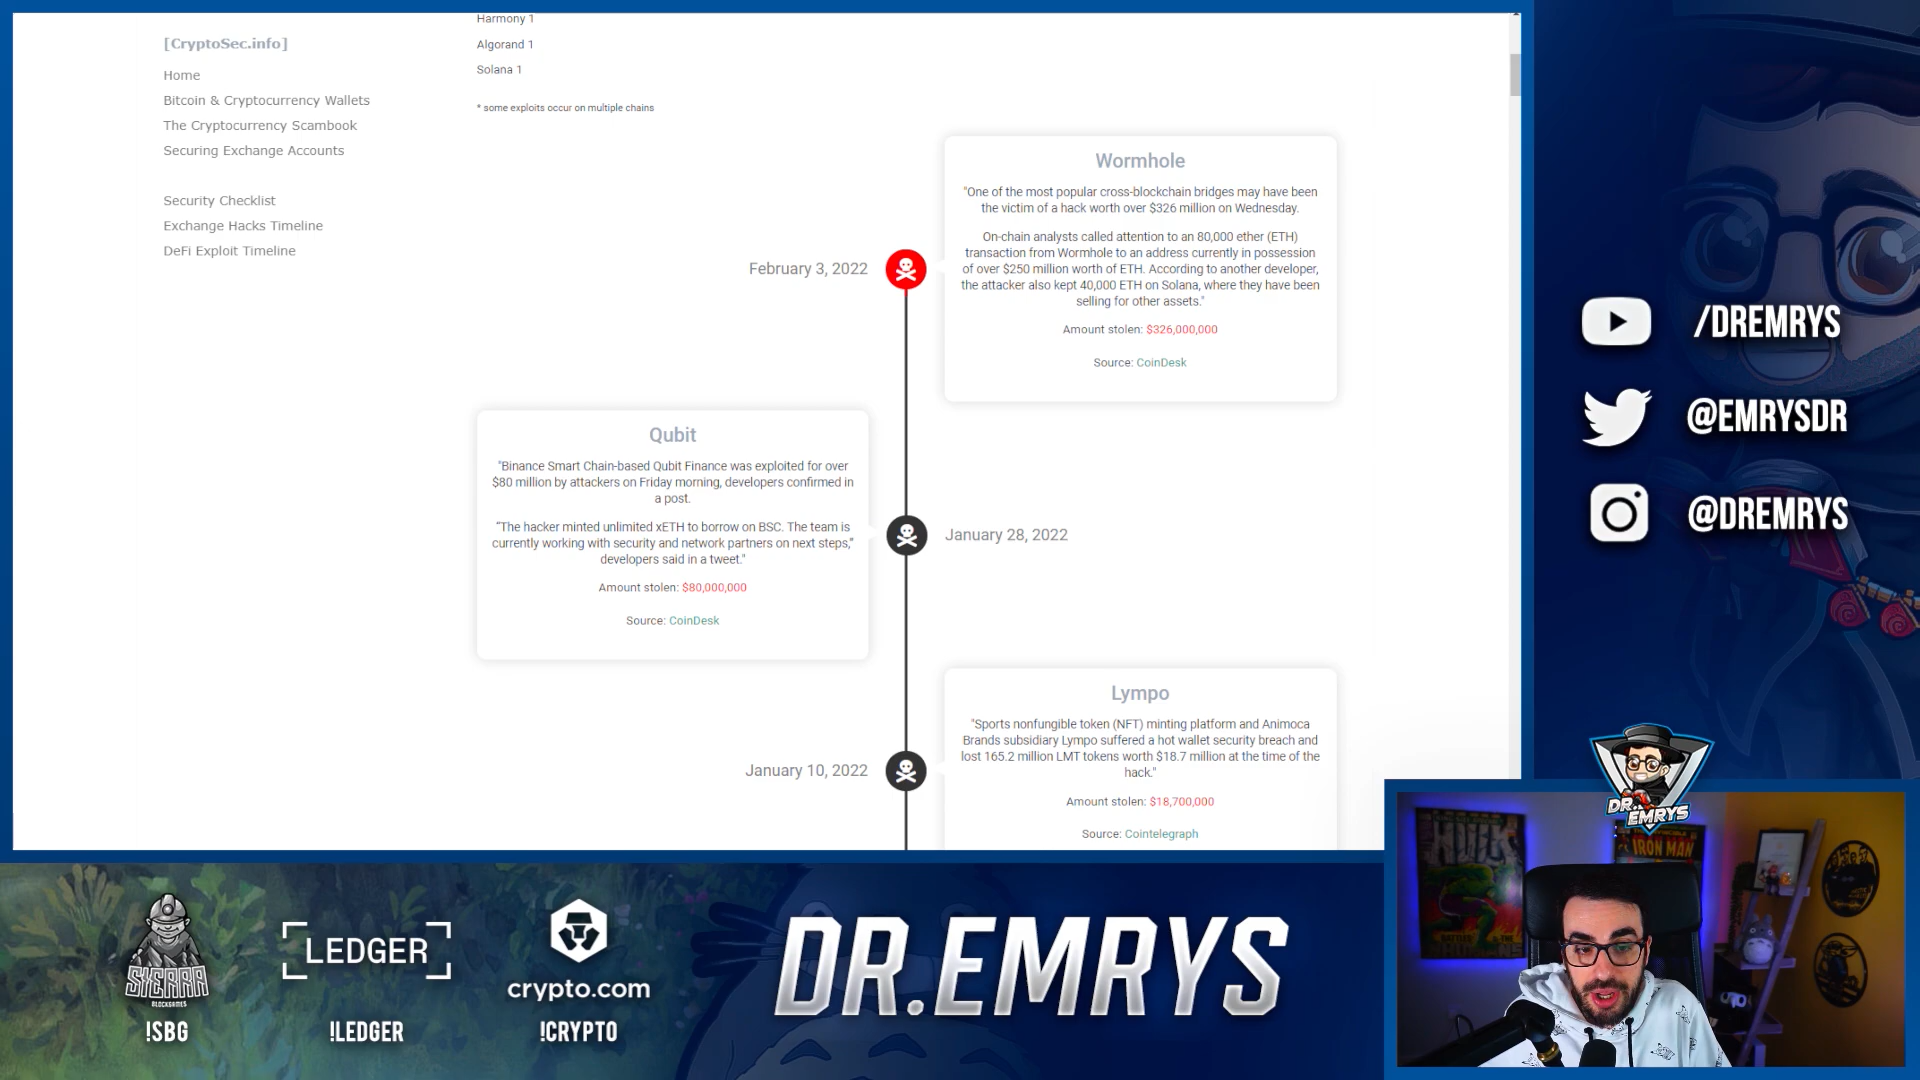 [CryptoSec.info]
Home
Bitcoin & Cryptocurrency Wallets
The Cryptocurrency Scambook
Securing Exchange Accounts
Security Checklist
Exchange Hacks Timeline
DeFi Exploit Timeline
Harmony 1
Algorand 1
Solana 1
* some exploits occur on multiple chains
Wormhole
"One of the most popular cross-blockchain bridges may have been
the victim of a hack worth over $326 million on Wednesday.
On-chain analysts called attention to an 80,000 ether (ETH)
transaction from Wormhole to an address currently in possession
of over $250 million worth of ETH. According to another developer,
the attacker also kept 40,000 ETH on Solana, where they have been
selling for other assets."
Amount stolen: $326,000,000
Source: CoinDesk
February 3, 2022
Qubit
"Binance Smart Chain-based Qubit Finance was exploited for over
$80 million by attackers on Friday morning, developers confirmed in
a post.
“The hacker minted unlimited xETH to borrow on BSC. The team is
currently working with security and network partners on next steps,”
developers said in a tweet."
Amount stolen: $80,000,000
Source: CoinDesk
January 28, 2022
Lympo
"Sports nonfungible token (NFT) minting platform and Animoca
Brands subsidiary Lympo suffered a hot wallet security breach and
lost 165.2 million LMT tokens worth $18.7 million at the time of the
hack."
Amount stolen: $18,700,000
Source: Cointelegraph
January 10, 2022
/DREMRYS
@EMRYSDR
@DREMRYS
DR.
EMRYS
IRON MAN
SIERRA
BLOCKGAMES
!SBG
LEDGER
!LEDGER
crypto.com
!CRYPTO
DR.EMRYS